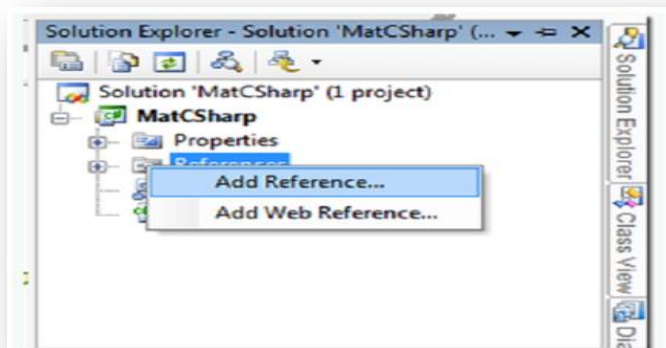 Solution Explorer - Solution 'MatCSharp' (...
Solution 'MatCSharp' (1 project)
MatCSharp
Properties
References
Add Reference...
Add Web Reference...
Solution Explorer
Class View